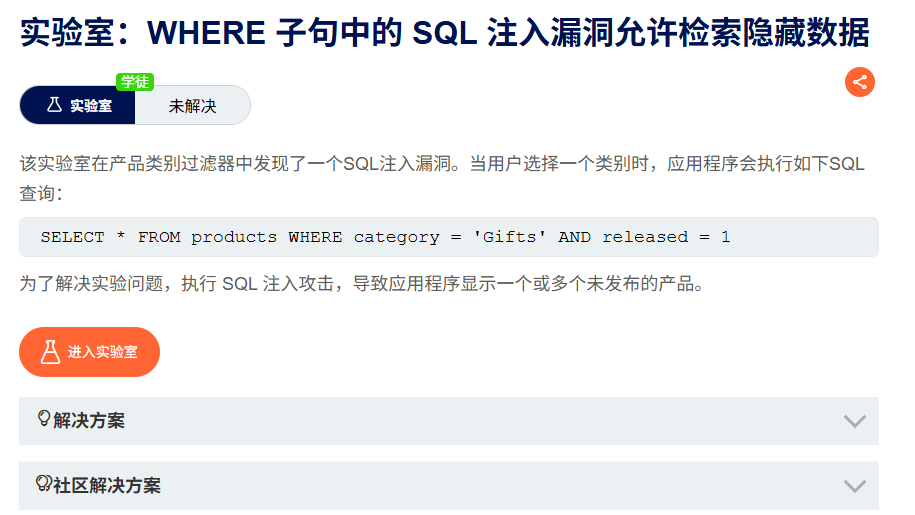 实验室：WHERE 子句中的 SQL 注入漏洞允许检索隐藏数据
学徒
实验室 未解决
该实验室在产品类别过滤器中发现了一个SQL注入漏洞。当用户选择一个类别时，应用程序会执行如下SQL
查询：
SELECT * FROM products WHERE category = 'Gifts' AND released = 1
为了解决实验问题，执行 SQL 注入攻击，导致应用程序显示一个或多个未发布的产品。
进入实验室
解决方案
社区解决方案